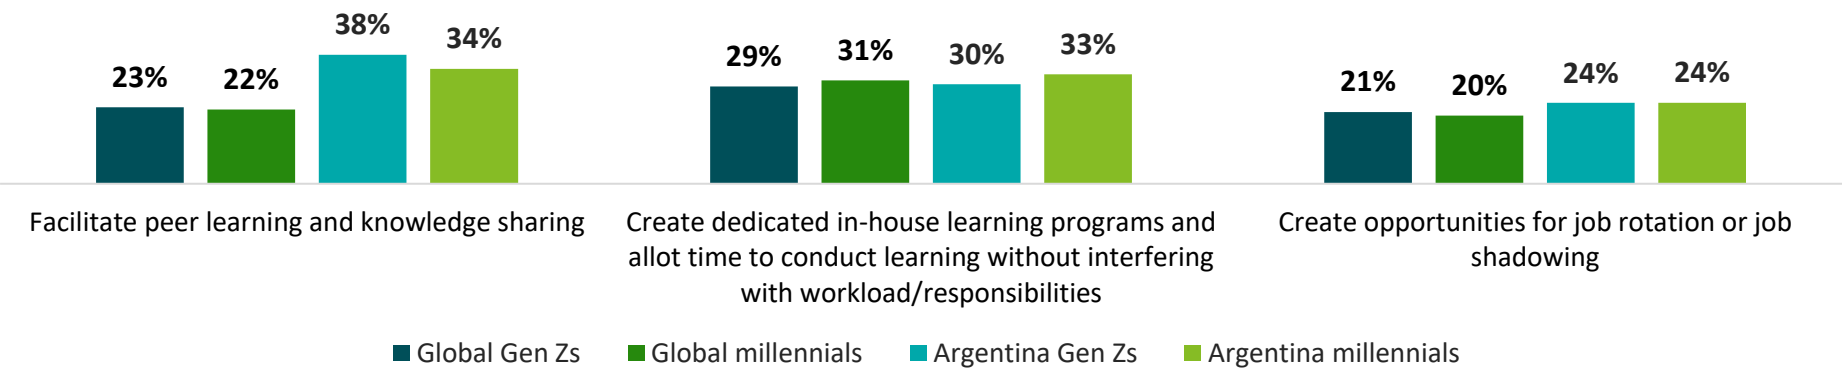 38%
34%
23%
22%
29%
31%
30%
33%
21%
20%
24%
24%
Facilitate peer learning and knowledge sharing
Create dedicated in-house learning programs and
allot time to conduct learning without interfering
with workload/responsibilities
Create opportunities for job rotation or job
shadowing
Global Gen Zs
Global millennials
Argentina Gen Zs
Argentina millennials